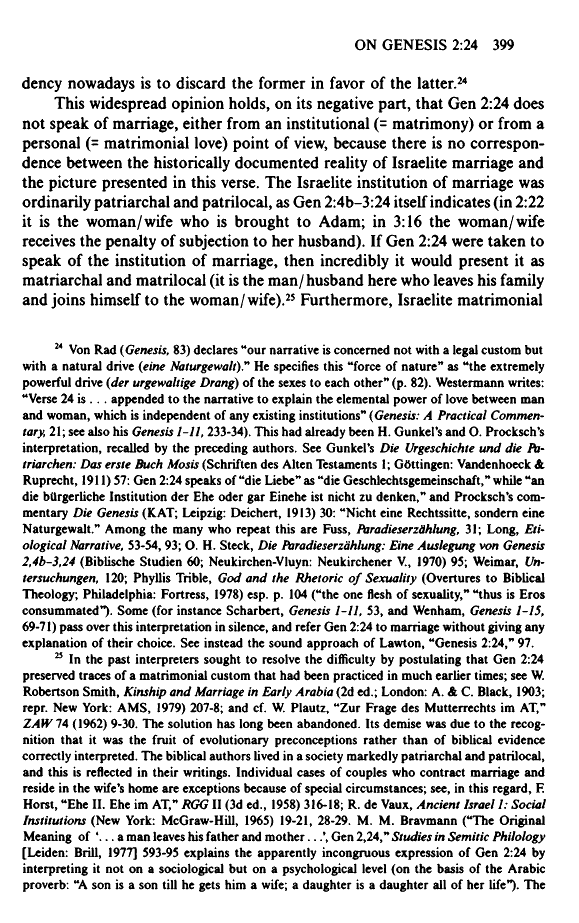 ON GENESIS 2:24 399
dency nowadays is to discard the former in favor of the latter.²⁴
This widespread opinion holds, on its negative part, that Gen 2:24 does
not speak of marriage, either from an institutional (= matrimony) or from a
personal (= matrimonial love) point of view, because there is no correspon-
dence between the historically documented reality of Israelite marriage and
the picture presented in this verse. The Israelite institution of marriage was
ordinarily patriarchal and patrilocal, as Gen 2:4b–3:24 itself indicates (in 2:22
it is the woman/wife who is brought to Adam; in 3:16 the woman/wife
receives the penalty of subjection to her husband). If Gen 2:24 were taken to
speak of the institution of marriage, then incredibly it would present it as
matriarchal and matrilocal (it is the man/husband here who leaves his family
and joins himself to the woman/wife).²⁵ Furthermore, Israelite matrimonial
²⁴ Von Rad (Genesis, 83) declares “our narrative is concerned not with a legal custom but
with a natural drive (eine Naturgewalt).” He specifies this “force of nature” as “the extremely
powerful drive (der urgewaltige Drang) of the sexes to each other” (p. 82). Westermann writes:
“Verse 24 is . . . appended to the narrative to explain the elemental power of love between man
and woman, which is independent of any existing institutions” (Genesis: A Practical Commen-
tary, 21; see also his Genesis 1–11, 233-34). This had already been H. Gunkel’s and O. Procksch’s
interpretation, recalled by the preceding authors. See Gunkel’s Die Urgeschichte und die Pa-
triarchen: Das erste Buch Mosis (Schriften des Alten Testaments 1; Göttingen: Vandenhoeck &
Ruprecht, 1911) 57: Gen 2:24 speaks of “die Liebe” as “die Geschlechtsgemeinschaft,” while “an
die bürgerliche Institution der Ehe oder gar Einehe ist nicht zu denken,” and Procksch’s com-
mentary Die Genesis (KAT; Leipzig: Deichert, 1913) 30: “Nicht eine Rechtssitte, sondern eine
Naturgewalt.” Among the many who repeat this are Fuss, Paradieserzählung, 31; Long, Eti-
ological Narrative, 53-54, 93; O. H. Steck, Die Paradieserzählung: Eine Auslegung von Genesis
2,4b–3,24 (Biblische Studien 60; Neukirchen-Vluyn: Neukirchener V., 1970) 95; Weimar, Un-
tersuchungen, 120; Phyllis Trible, God and the Rhetoric of Sexuality (Overtures to Biblical
Theology; Philadelphia: Fortress, 1978) esp. p. 104 (“the one flesh of sexuality,” “thus is Eros
consummated”). Some (for instance Scharbert, Genesis 1–11, 53, and Wenham, Genesis 1–15,
69-71) pass over this interpretation in silence, and refer Gen 2:24 to marriage without giving any
explanation of their choice. See instead the sound approach of Lawton, “Genesis 2:24,” 97.
²⁵ In the past interpreters sought to resolve the difficulty by postulating that Gen 2:24
preserved traces of a matrimonial custom that had been practiced in much earlier times; see W.
Robertson Smith, Kinship and Marriage in Early Arabia (2d ed.; London: A. & C. Black, 1903;
repr. New York: AMS, 1979) 207-8; and cf. W. Plautz, “Zur Frage des Mutterrechts im AT,”
ZAW 74 (1962) 9-30. The solution has long been abandoned. Its demise was due to the recog-
nition that it was the fruit of evolutionary preconceptions rather than of biblical evidence
correctly interpreted. The biblical authors lived in a society markedly patriarchal and patrilocal,
and this is reflected in their writings. Individual cases of couples who contract marriage and
reside in the wife’s home are exceptions because of special circumstances; see, in this regard, F.
Horst, “Ehe II. Ehe im AT,” RGG II (3d ed., 1958) 316-18; R. de Vaux, Ancient Israel 1: Social
Institutions (New York: McGraw-Hill, 1965) 19-21, 28-29. M. M. Bravmann (“The Original
Meaning of ‘. . . a man leaves his father and mother . . .’, Gen 2,24,” Studies in Semitic Philology
[Leiden: Brill, 1977] 593-95 explains the apparently incongruous expression of Gen 2:24 by
interpreting it not on a sociological but on a psychological level (on the basis of the Arabic
proverb: “A son is a son till he gets him a wife; a daughter is a daughter all of her life”). The